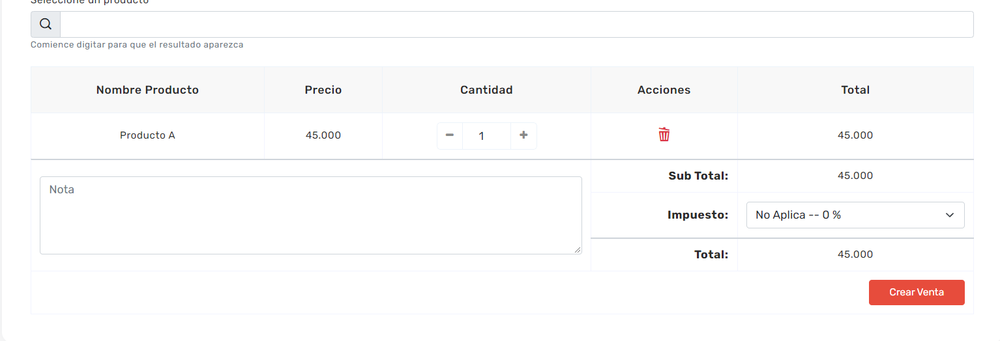 Seleccione un producto
Comience digitar para que el resultado aparezca
Nombre Producto Precio Cantidad Acciones Total
Producto A 45.000 1 45.000
Nota
Sub Total: 45.000
Impuesto: No Aplica -- 0 %
Total: 45.000
Crear Venta